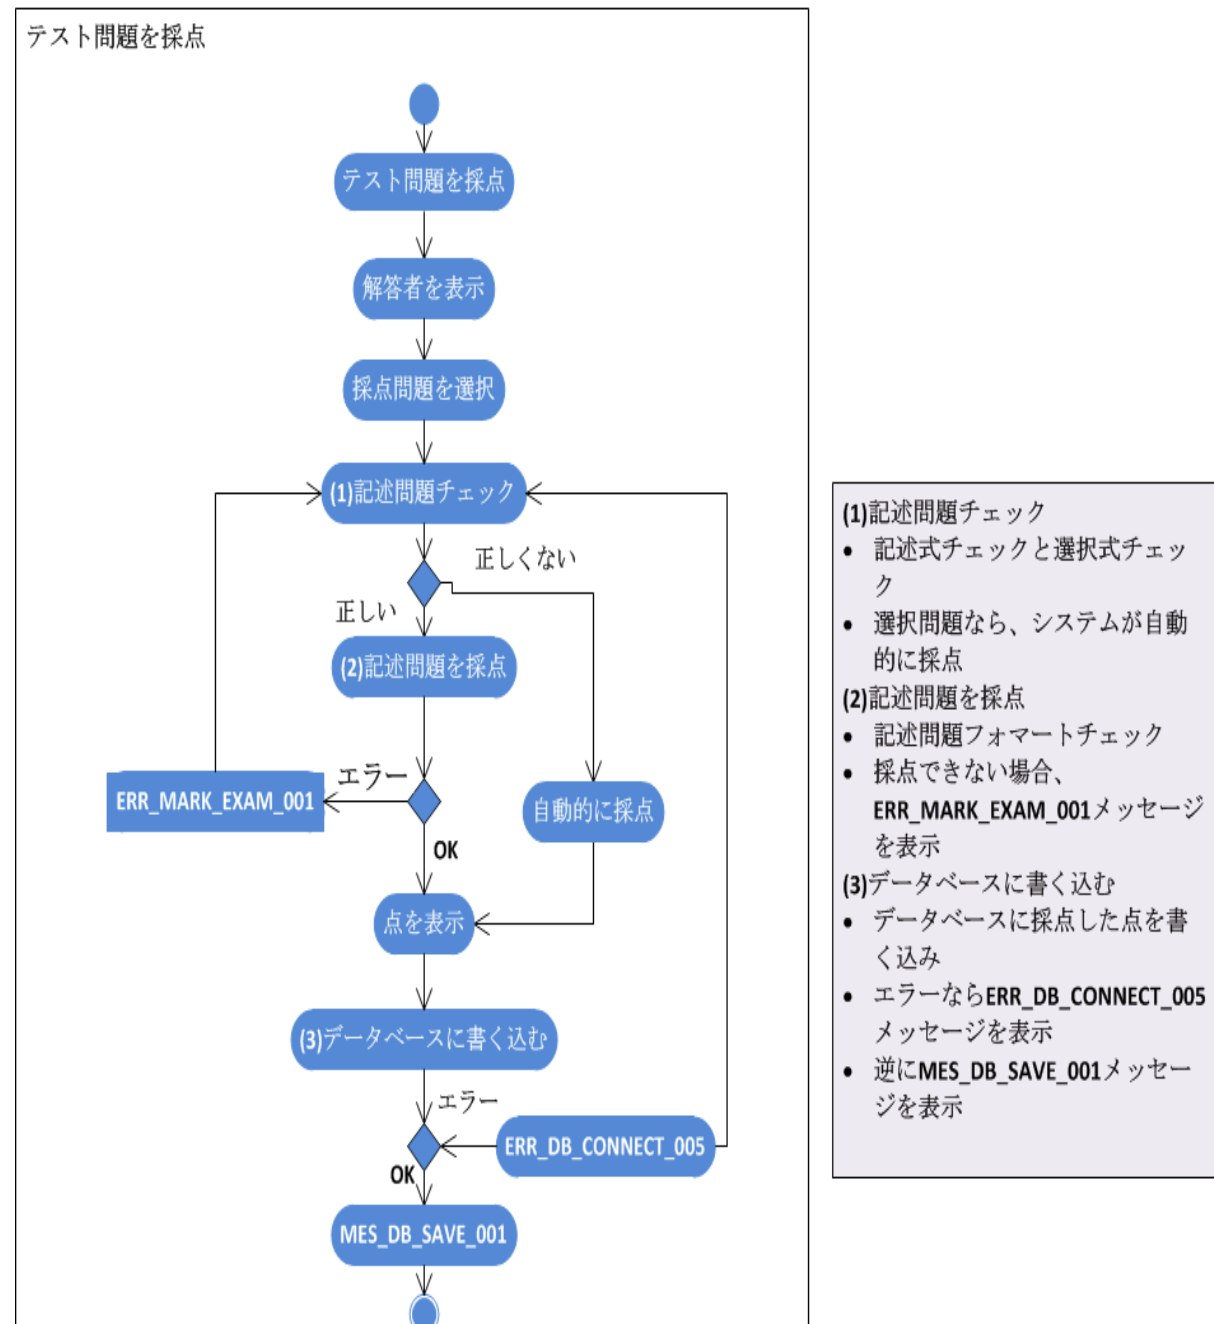 テスト問題を採点
テスト問題を採点
解答者を表示
採点問題を選択
(1)記述問題チェック
正しくない
正しい
(2)記述問題を採点
エラー
ERR_MARK_EXAM_001
自動的に採点
OK
点を表示
(3)データベースに書く込む
エラー
ERR_DB_CONNECT_005
OK
MES_DB_SAVE_001
(1)記述問題チェック
• 記述式チェックと選択式チェッ
ク
• 選択問題なら、システムが自動
的に採点
(2)記述問題を採点
• 記述問題フォマートチェック
• 採点できない場合、
ERR_MARK_EXAM_001メッセージ
を表示
(3)データベースに書く込む
• データベースに採点した点を書
く込み
• エラーならERR_DB_CONNECT_005
メッセージを表示
• 逆にMES_DB_SAVE_001メッセー
ジを表示